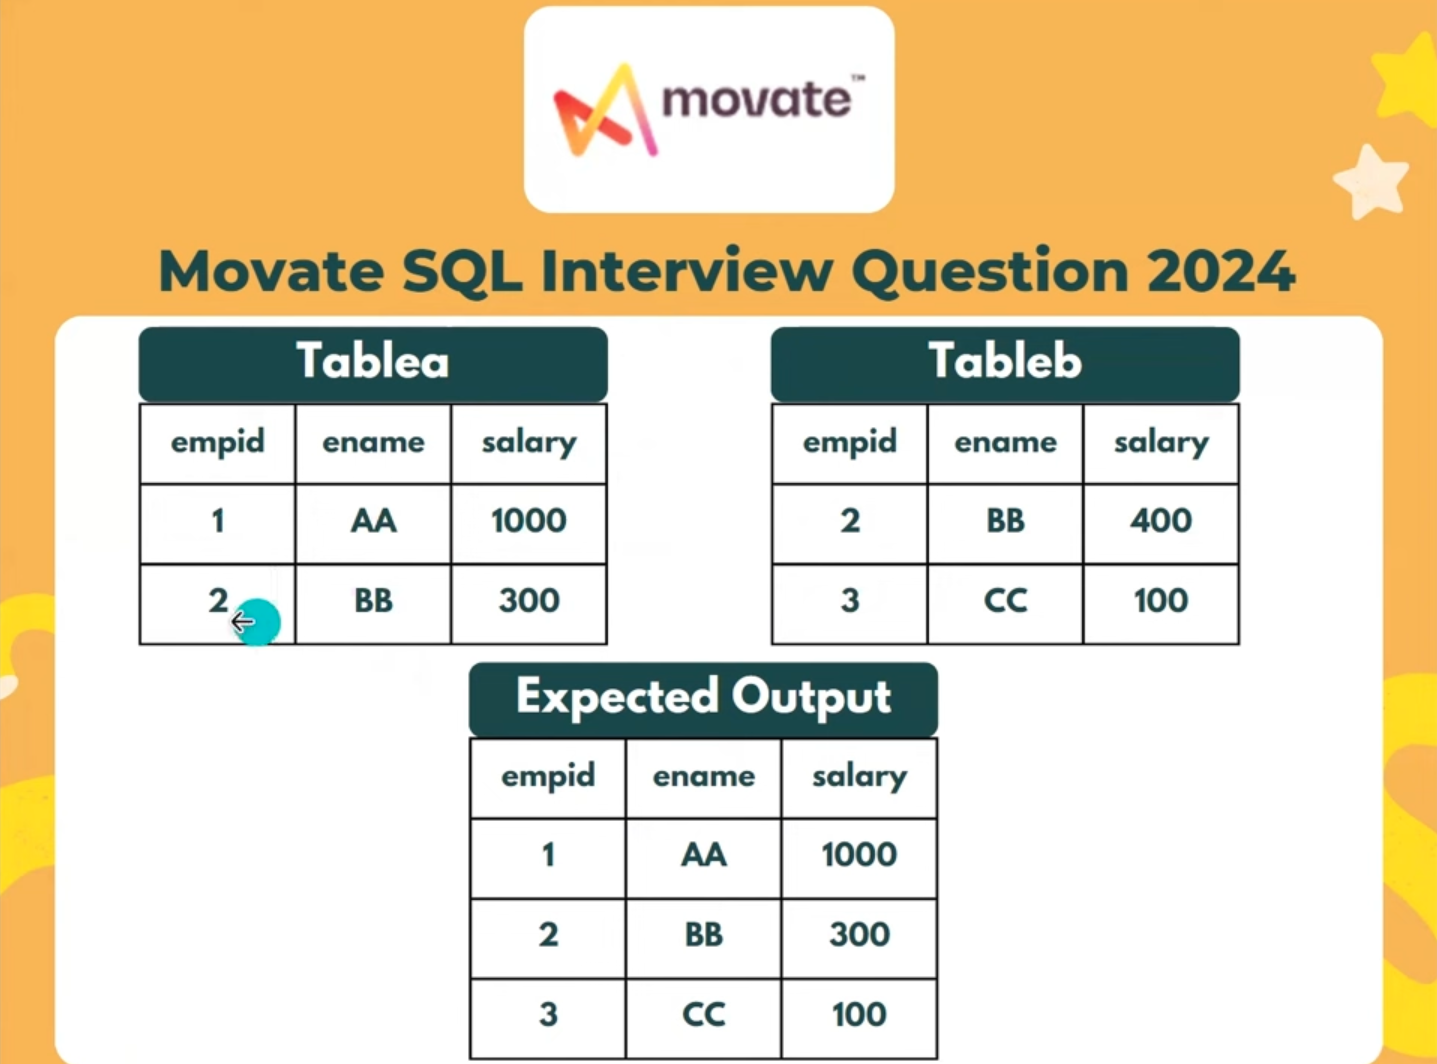 movate™
Movate SQL Interview Question 2024
Tablea
empid ename salary
1 AA 1000
2 BB 300
Tableb
empid ename salary
2 BB 400
3 CC 100
Expected Output
empid ename salary
1 AA 1000
2 BB 300
3 CC 100